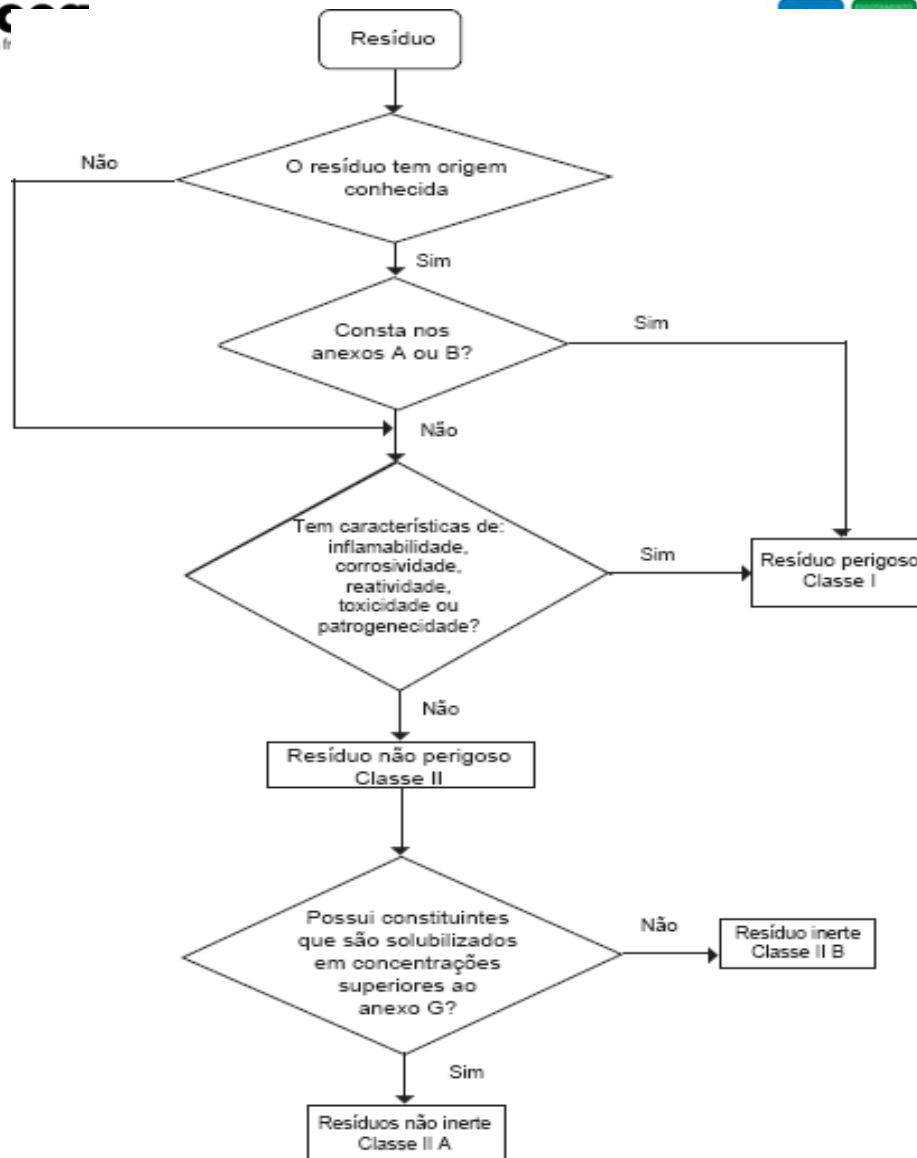 Resíduo
O resíduo tem origem
conhecida
Não
Sim
Consta nos
anexos A ou B?
Sim
Não
Tem características de:
inflamabilidade,
corrosividade,
reatividade,
toxicidade ou
patrogenecidade?
Sim
Resíduo perigoso
Classe I
Não
Resíduo não perigoso
Classe II
Possui constituintes
que são solubilizados
em concentrações
superiores ao
anexo G?
Não
Resíduo inerte
Classe II B
Sim
Resíduos não inerte
Classe II A